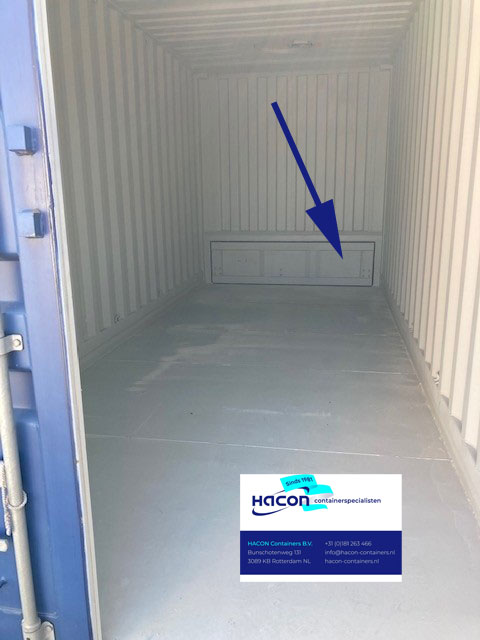 Sinds 1981
HACON containerspecialisten
HACON Containers B.V. +31 (0)181 263 466
Bunschotenweg 131 info@hacon-containers.nl
3089 KB Rotterdam NL hacon-containers.nl